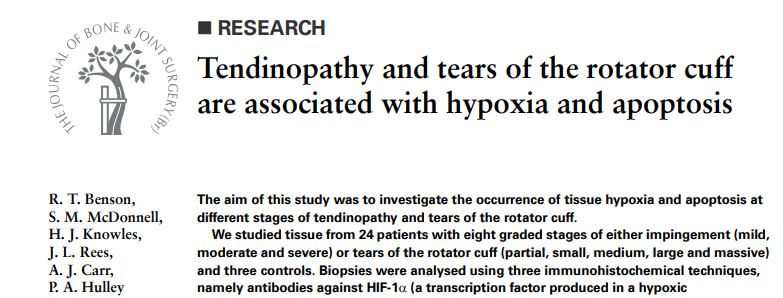 THE JOURNAL OF BONE & JOINT SURGERY (Br)
■ RESEARCH
Tendinopathy and tears of the rotator cuff
are associated with hypoxia and apoptosis
R. T. Benson,
S. M. McDonnell,
H. J. Knowles,
J. L. Rees,
A. J. Carr,
P. A. Hulley
The aim of this study was to investigate the occurrence of tissue hypoxia and apoptosis at
different stages of tendinopathy and tears of the rotator cuff.
We studied tissue from 24 patients with eight graded stages of either impingement (mild,
moderate and severe) or tears of the rotator cuff (partial, small, medium, large and massive)
and three controls. Biopsies were analysed using three immunohistochemical techniques,
namely antibodies against HIF-1α (a transcription factor produced in a hypoxic